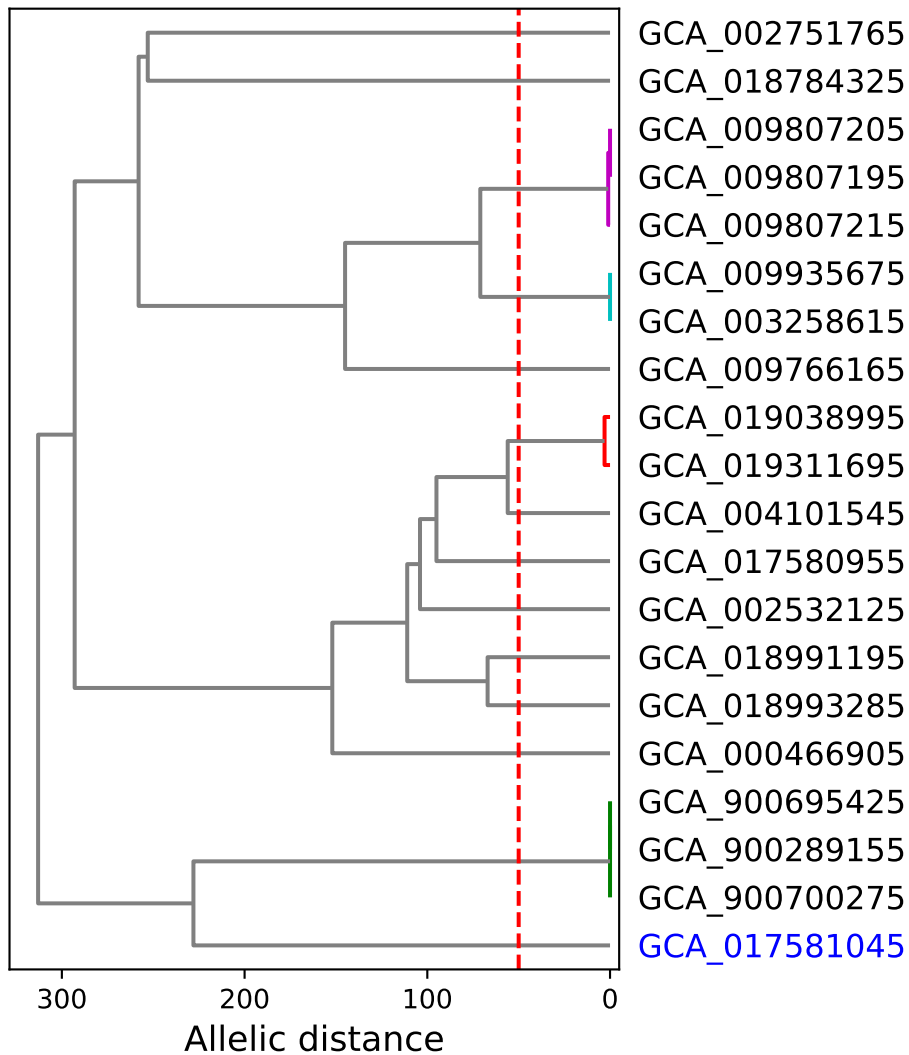 GCA_002751765
GCA_018784325
GCA_009807205
GCA_009807195
GCA_009807215
GCA_009935675
GCA_003258615
GCA_009766165
GCA_019038995
GCA_019311695
GCA_004101545
GCA_017580955
GCA_002532125
GCA_018991195
GCA_018993285
GCA_000466905
GCA_900695425
GCA_900289155
GCA_900700275
GCA_017581045
300 200 100 0
Allelic distance